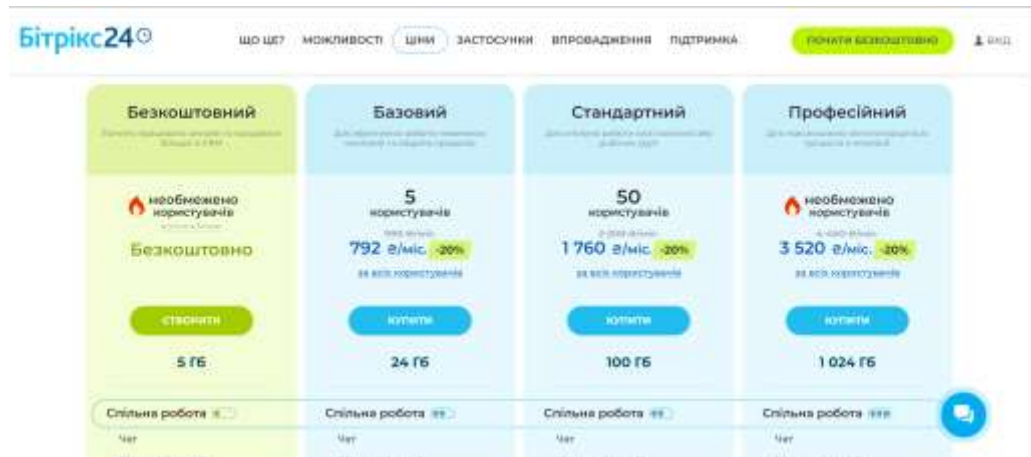 Бітрікс24
ЩО ЦЕ? МОЖЛИВОСТІ ЦІНИ ЗАСТОСУНКИ ВПРОВАДЖЕННЯ ПІДТРИМКА ПОЧАТИ БЕЗКОШТОВНО ВХІД
Безкоштовний Базовий Стандартний Професійний
необмежено користувачів
5 користувачів
50 користувачів
необмежено користувачів
Безкоштовно
792 ₴/міс. -20%
1 760 ₴/міс. -20%
3 520 ₴/міс. -20%
за всіх користувачів за всіх користувачів за всіх користувачів
СТВОРИТИ КУПИТИ КУПИТИ КУПИТИ
5 Гб 24 Гб 100 Гб 1 024 Гб
Спільна робота Спільна робота Спільна робота Спільна робота
Чат Чат Чат Чат